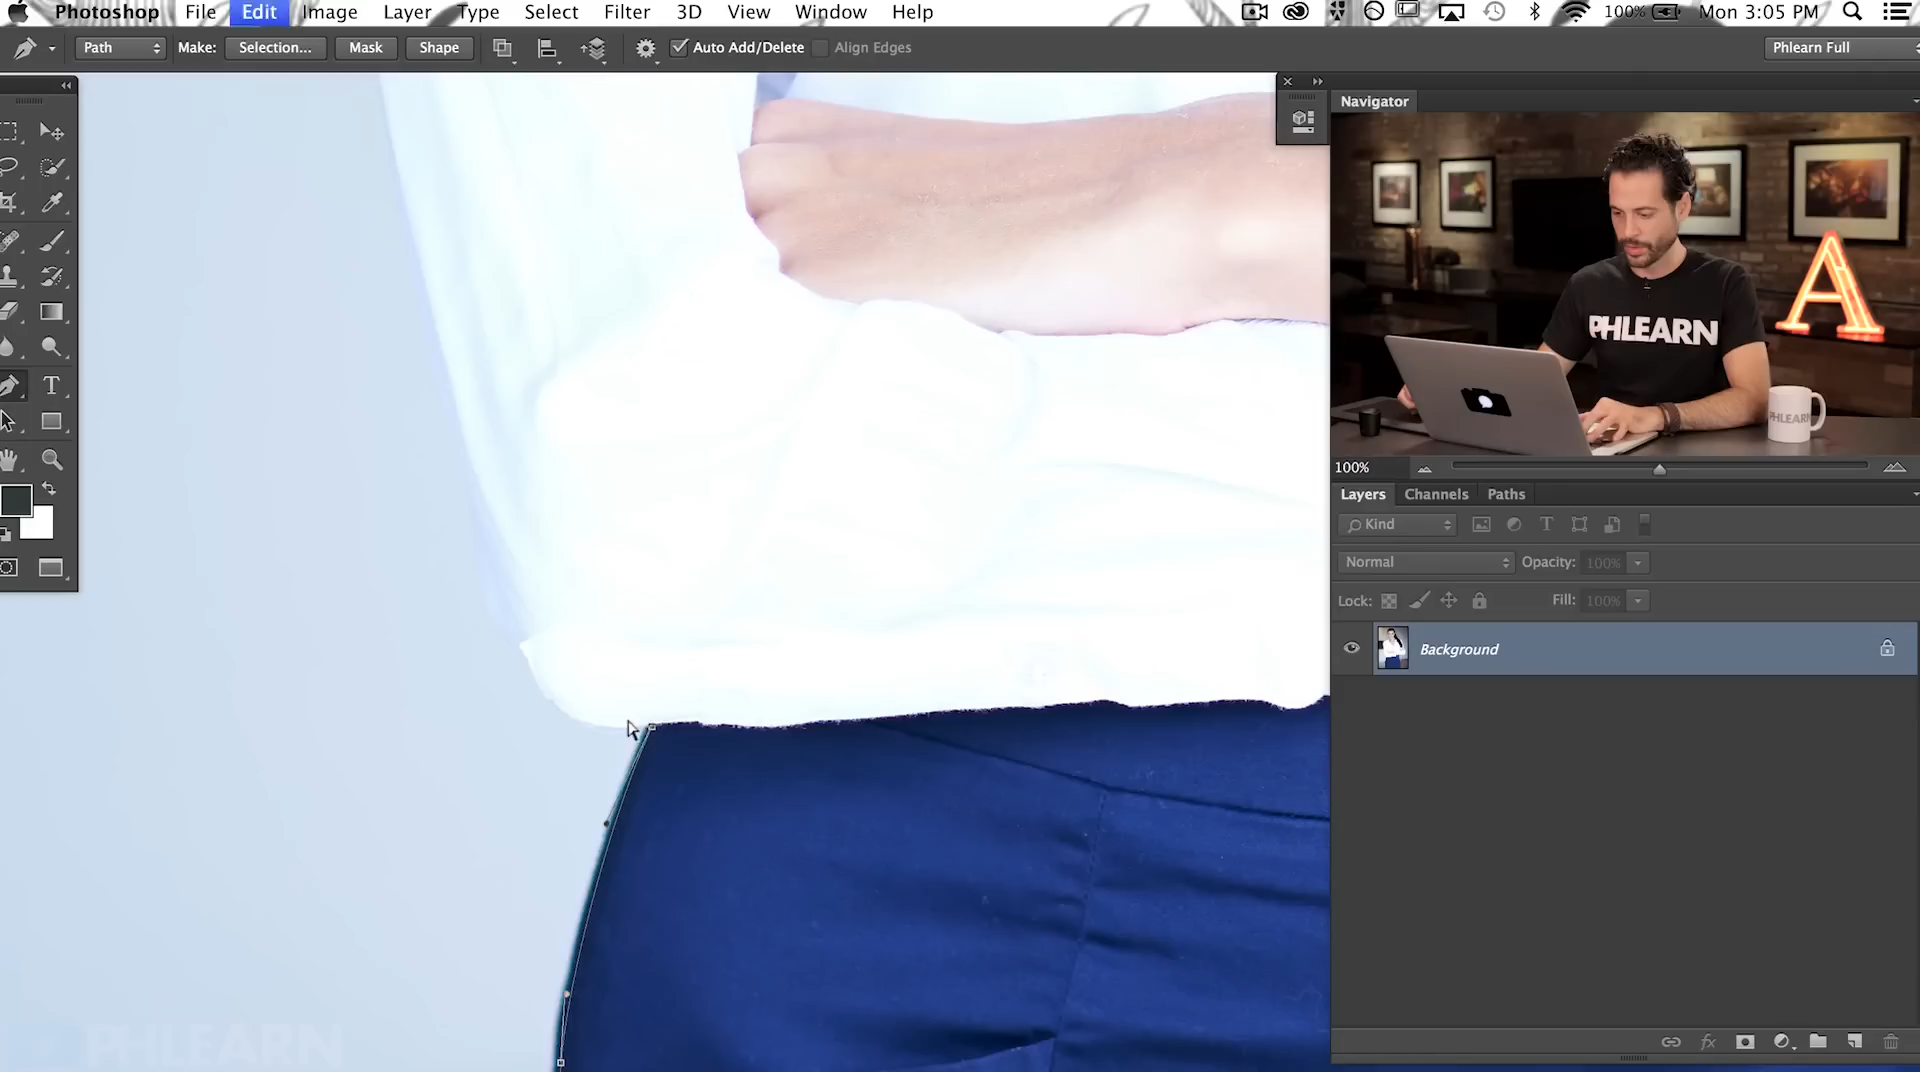 Photoshop File Edit Image Layer Type Select Filter 3D View Window Help 100% Mon 3:05 PM
Path Make: Selection... Mask Shape Auto Add/Delete Align Edges Phlearn Full
Navigator
PHLEARN
PHLEARN
A
100%
Layers Channels Paths
Kind T
Normal Opacity: 100%
Lock: Fill: 100%
Background
fx
T
PHLEARN